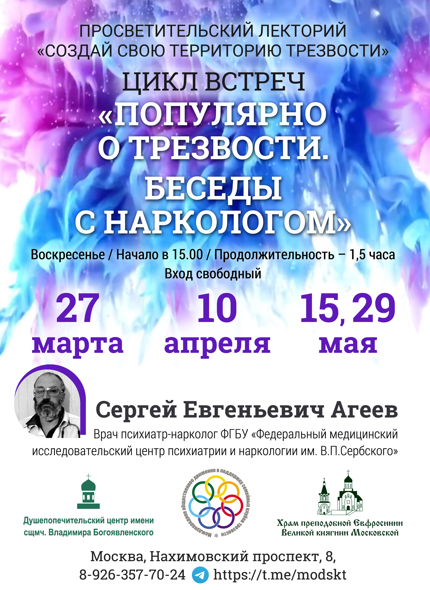 ПРОСВЕТИТЕЛЬСКИЙ ЛЕКТОРИЙ
«СОЗДАЙ СВОЮ ТЕРРИТОРИЮ ТРЕЗВОСТИ»
ЦИКЛ ВСТРЕЧ
«ПОПУЛЯРНО
О ТРЕЗВОСТИ.
БЕСЕДЫ
С НАРКОЛОГОМ»
Воскресенье / Начало в 15.00 / Продолжительность – 1,5 часа
Вход свободный
27 марта
10 апреля
15, 29 мая
Сергей Евгеньевич Агеев
Врач психиатр-нарколог ФГБУ «Федеральный медицинский
исследовательский центр психиатрии и наркологии им. В.П.Сербского»
Душепопечительский центр имени
сщмч. Владимира Богоявленского
Храм преподобной Евфросинии
Великой княгини Московской
Москва, Нахимовский проспект, 8,
8-926-357-70-24 https://t.me/modskt